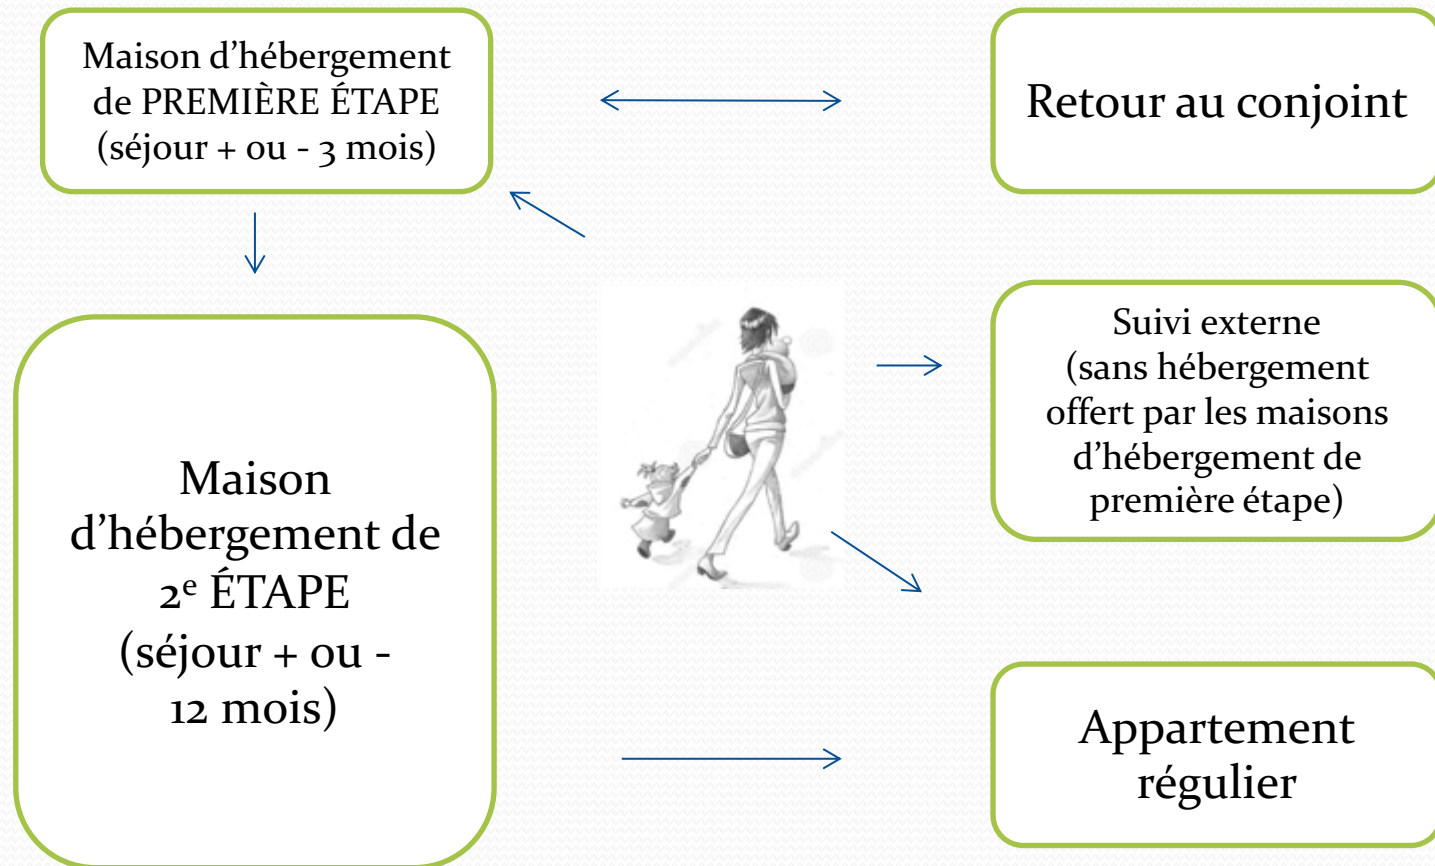 Maison d’hébergement
de PREMIÈRE ÉTAPE
(séjour + ou - 3 mois)
Retour au conjoint
Suivi externe
(sans hébergement
offert par les maisons
d’hébergement de
première étape)
Maison
d’hébergement de
2ᵉ ÉTAPE
(séjour + ou -
12 mois)
Appartement
régulier